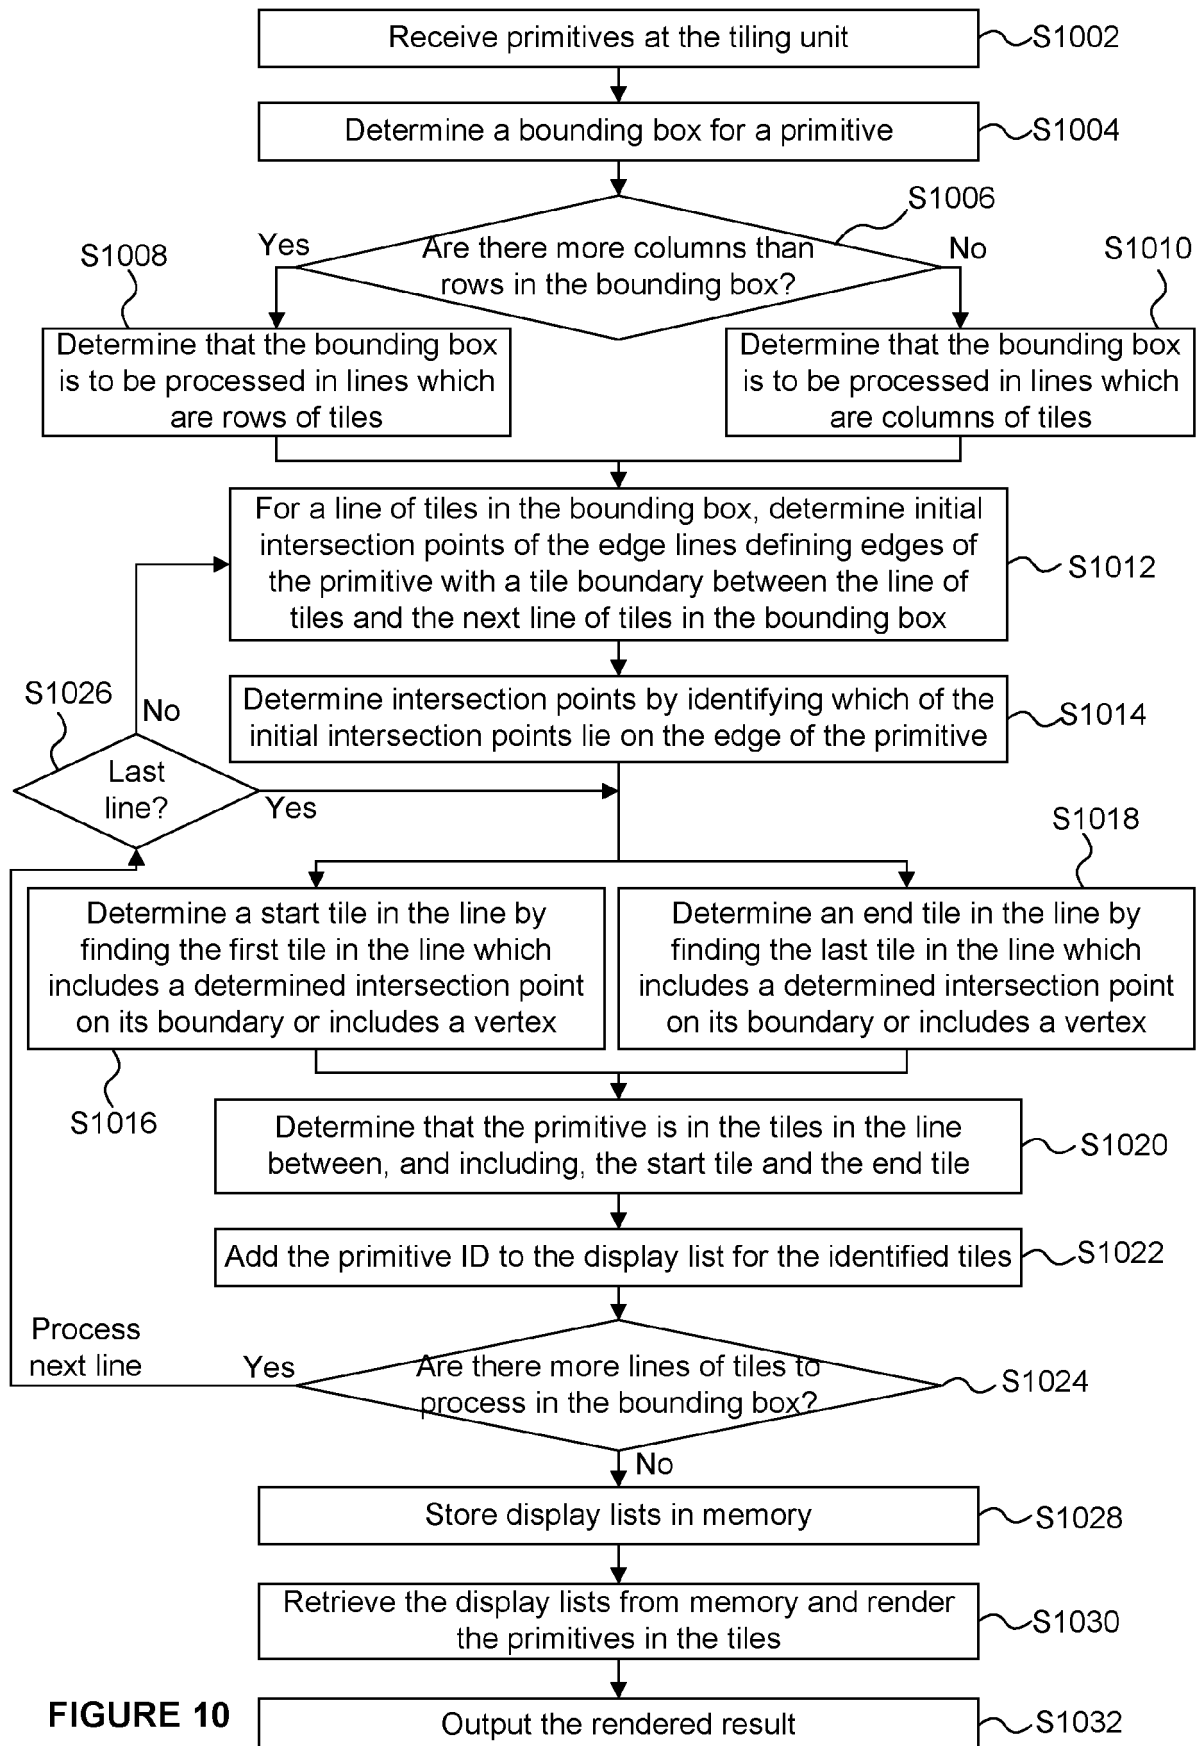 Receive primitives at the tiling unit
S1002
Determine a bounding box for a primitive
S1004
S1006
Are there more columns than
rows in the bounding box?
Yes
No
S1008
S1010
Determine that the bounding box
is to be processed in lines which
are rows of tiles
Determine that the bounding box
is to be processed in lines which
are columns of tiles
For a line of tiles in the bounding box, determine initial
intersection points of the edge lines defining edges of
the primitive with a tile boundary between the line of
tiles and the next line of tiles in the bounding box
S1012
Determine intersection points by identifying which of the
initial intersection points lie on the edge of the primitive
S1014
S1026
No
Last
line?
Yes
S1018
Determine a start tile in the line by
finding the first tile in the line which
includes a determined intersection point
on its boundary or includes a vertex
S1016
Determine an end tile in the line by
finding the last tile in the line which
includes a determined intersection point
on its boundary or includes a vertex
Determine that the primitive is in the tiles in the line
between, and including, the start tile and the end tile
S1020
Add the primitive ID to the display list for the identified tiles
S1022
Process
next line
Yes
Are there more lines of tiles to
process in the bounding box?
S1024
No
Store display lists in memory
S1028
Retrieve the display lists from memory and render
the primitives in the tiles
S1030
FIGURE 10
Output the rendered result
S1032